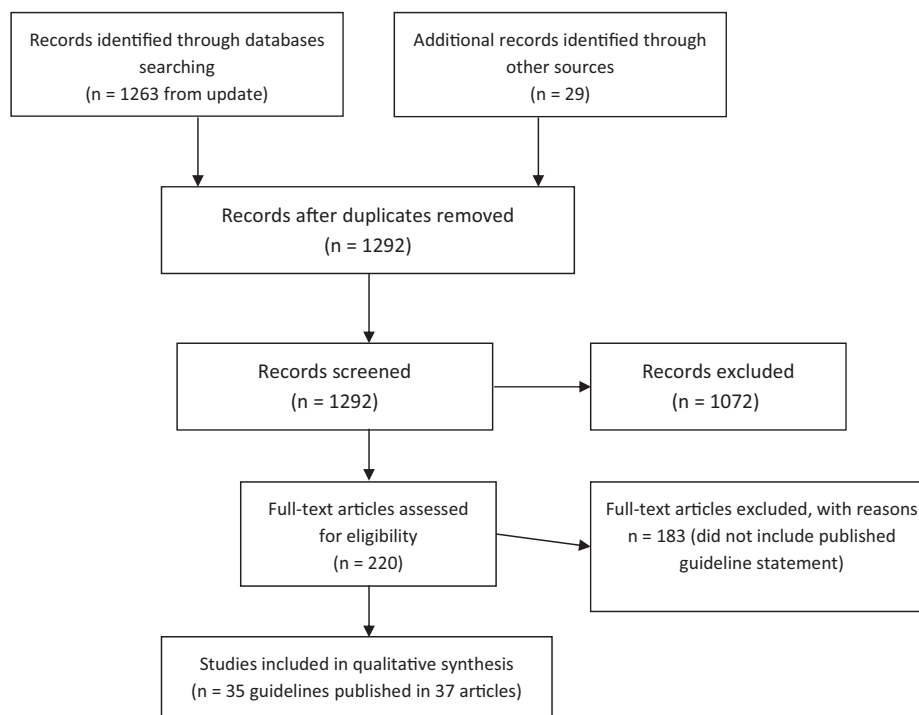 Records identified through databases
searching
(n = 1263 from update)
Additional records identified through
other sources
(n = 29)
Records after duplicates removed
(n = 1292)
Records screened
(n = 1292)
Records excluded
(n = 1072)
Full-text articles assessed
for eligibility
(n = 220)
Full-text articles excluded, with reasons
n = 183 (did not include published
guideline statement)
Studies included in qualitative synthesis
(n = 35 guidelines published in 37 articles)